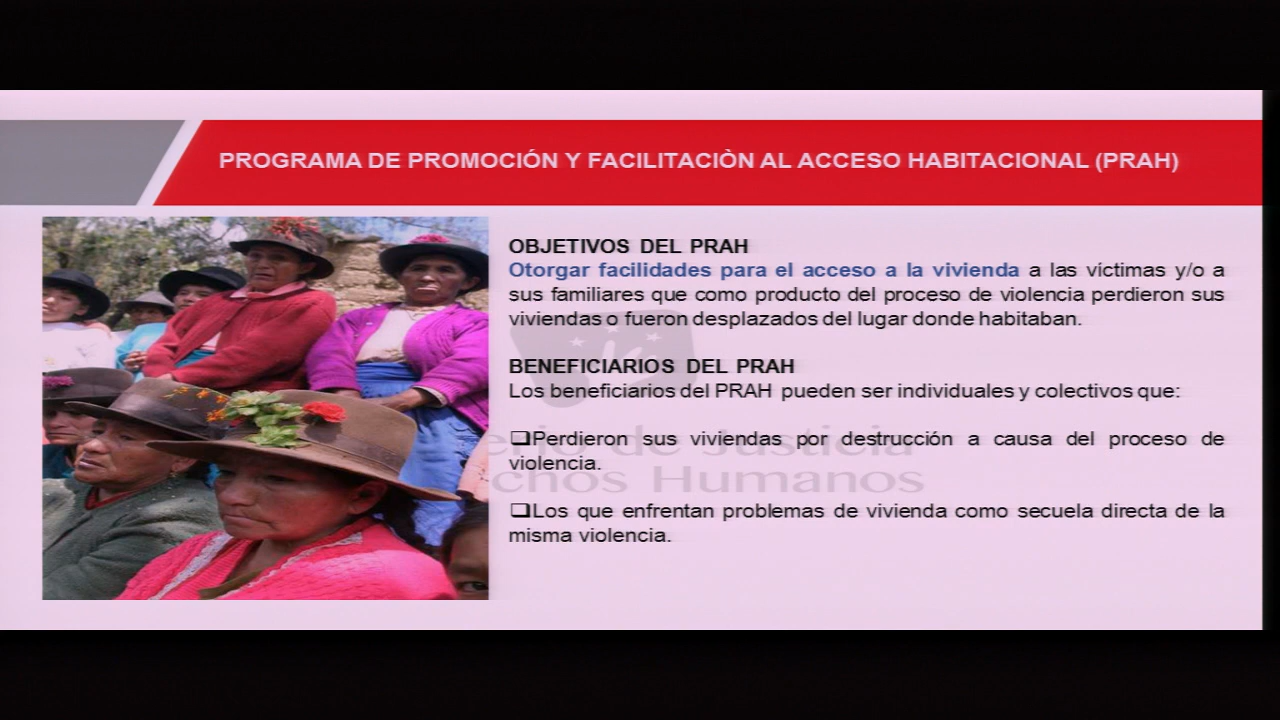 PROGRAMA DE PROMOCIÓN Y FACILITACIÒN AL ACCESO HABITACIONAL (PRAH)
OBJETIVOS DEL PRAH
Otorgar facilidades para el acceso a la vivienda a las víctimas y/o a
sus familiares que como producto del proceso de violencia perdieron sus
viviendas o fueron desplazados del lugar donde habitaban.
BENEFICIARIOS DEL PRAH
Los beneficiarios del PRAH pueden ser individuales y colectivos que:
❑Perdieron sus viviendas por destrucción a causa del proceso de
violencia.
❑Los que enfrentan problemas de vivienda como secuela directa de la
misma violencia.
de Justicia
Humanos